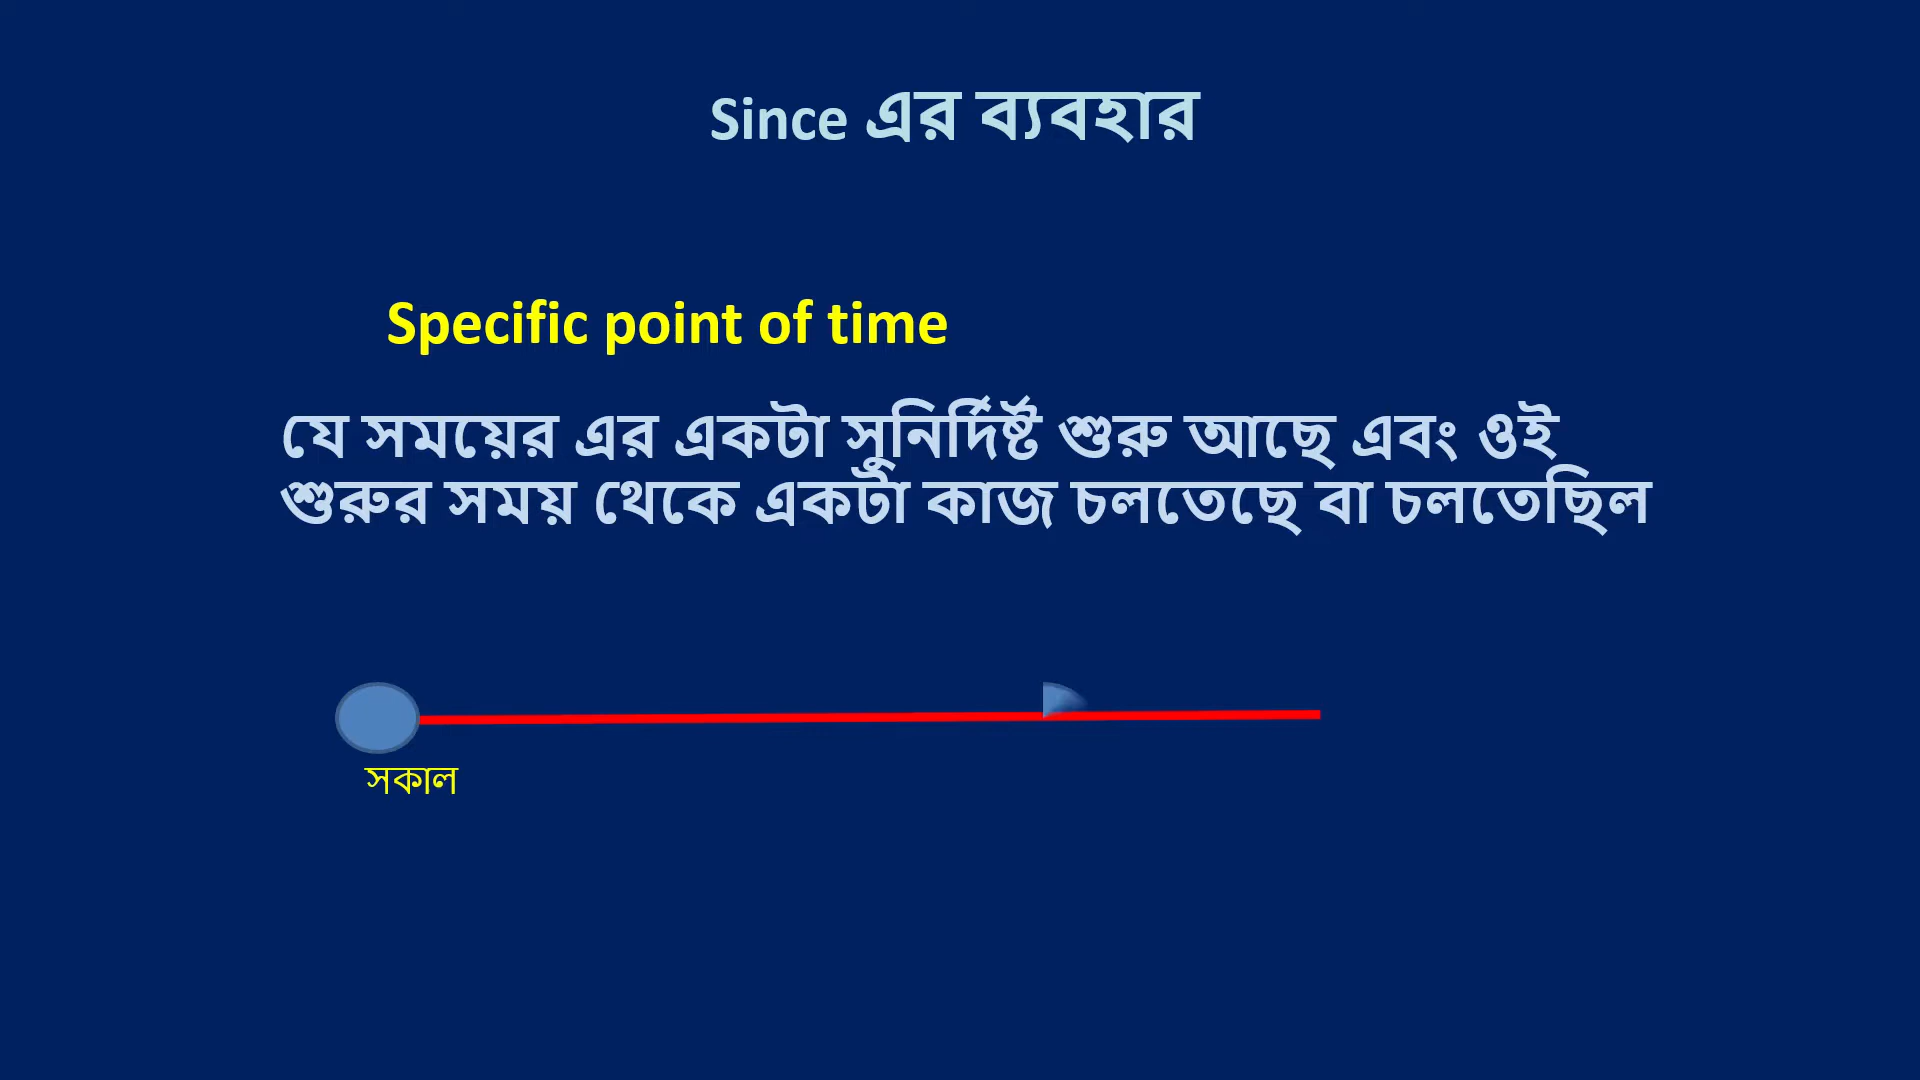 Since এর ব্যবহার
Specific point of time
যে সময়ের এর একটা সুনির্দির্ষ্ট শুরু আছে এবং ওই
শুরুর সময় থেকে একটা কাজ চলতেছে বা চলতেছিল
সকাল